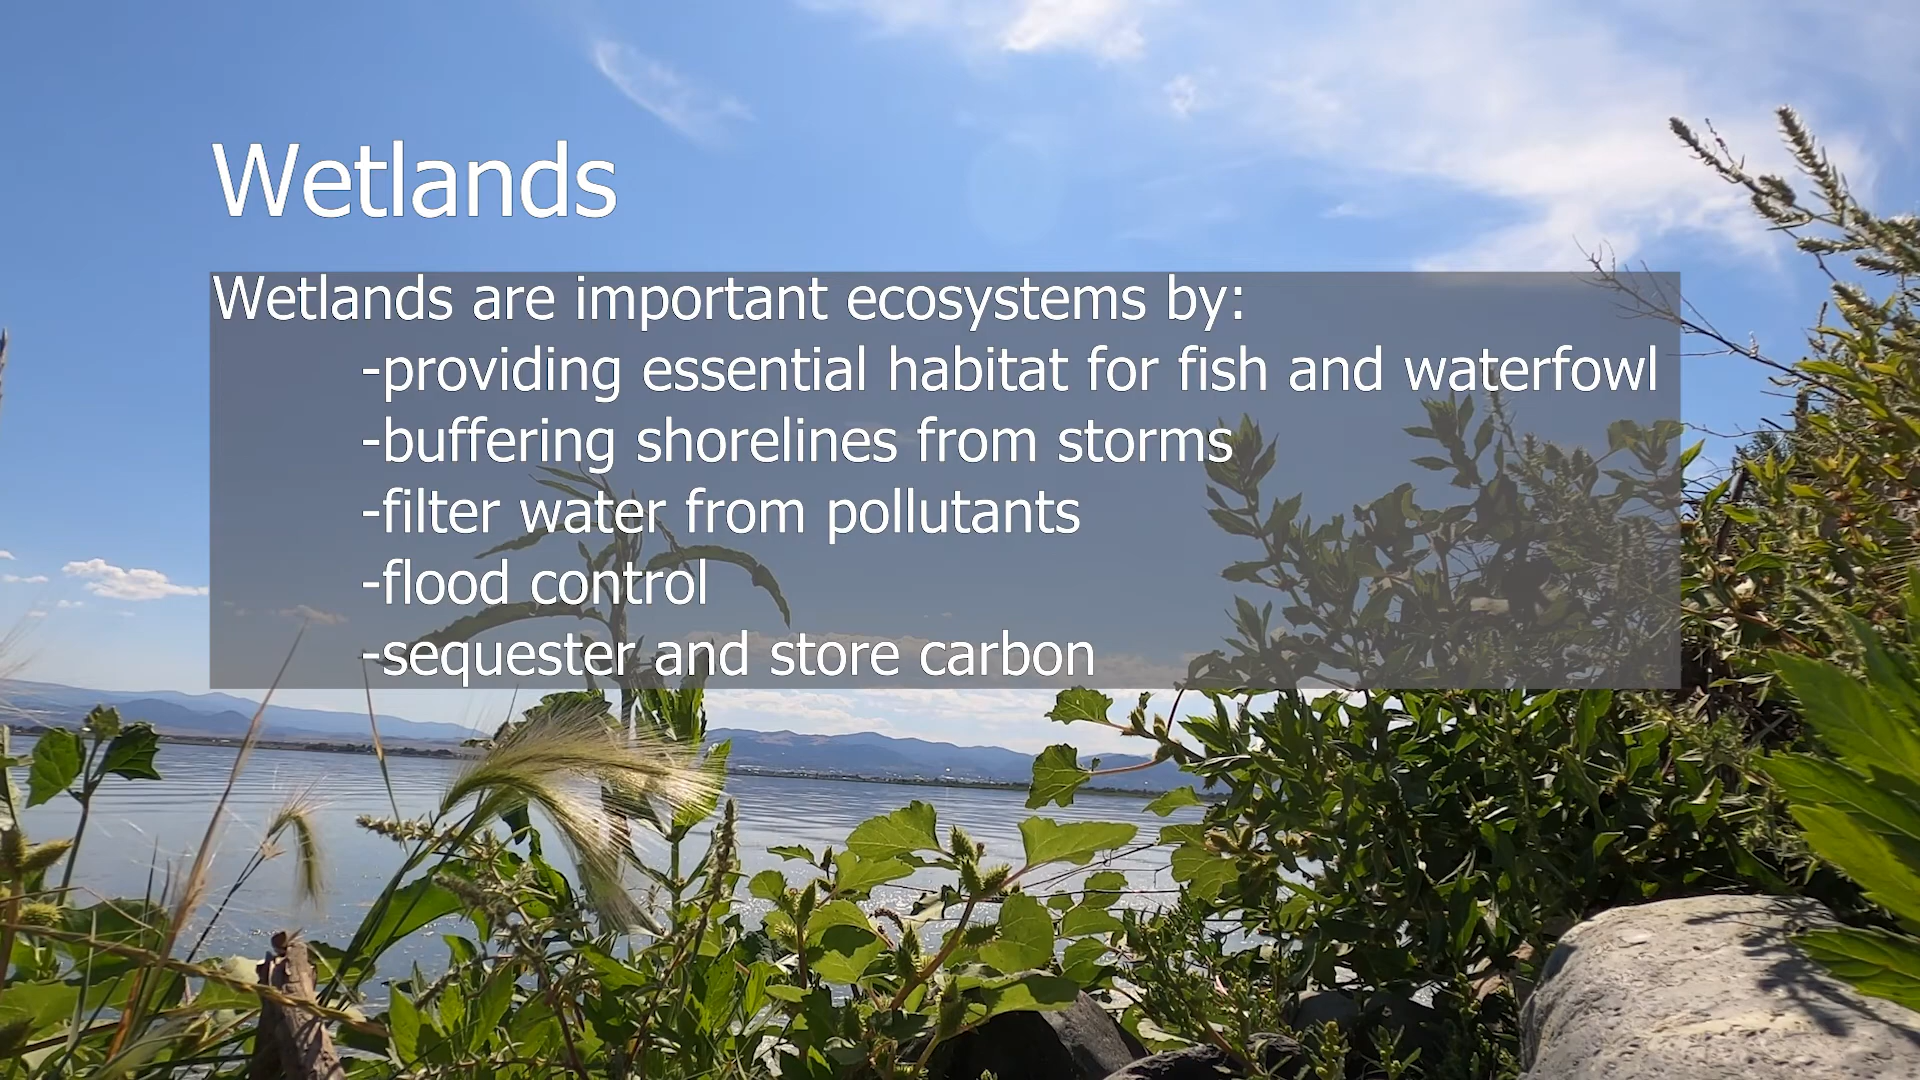 Wetlands
Wetlands are important ecosystems by:
-providing essential habitat for fish and waterfowl
-buffering shorelines from storms
-filter water from pollutants
-flood control
-sequester and store carbon